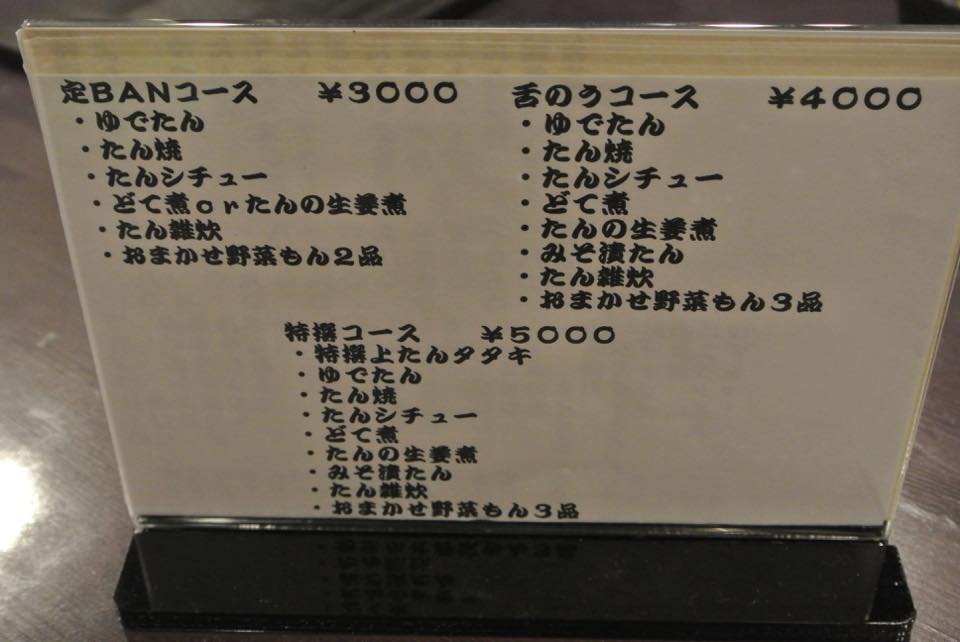 定BANコース ￥3000
・ゆでたん
・たん焼
・たんシチュー
・どて煮orたんの生姜煮
・たん雑炊
・おまかせ野菜もん2品
舌のうコース ￥4000
・ゆでたん
・たん焼
・たんシチュー
・どて煮
・たんの生姜煮
・みそ漬たん
・たん雑炊
・おまかせ野菜もん3品
特撰コース ￥5000
・特撰上たんタタキ
・ゆでたん
・たん焼
・たんシチュー
・どて煮
・たんの生姜煮
・みそ漬たん
・たん雑炊
・おまかせ野菜もん3品